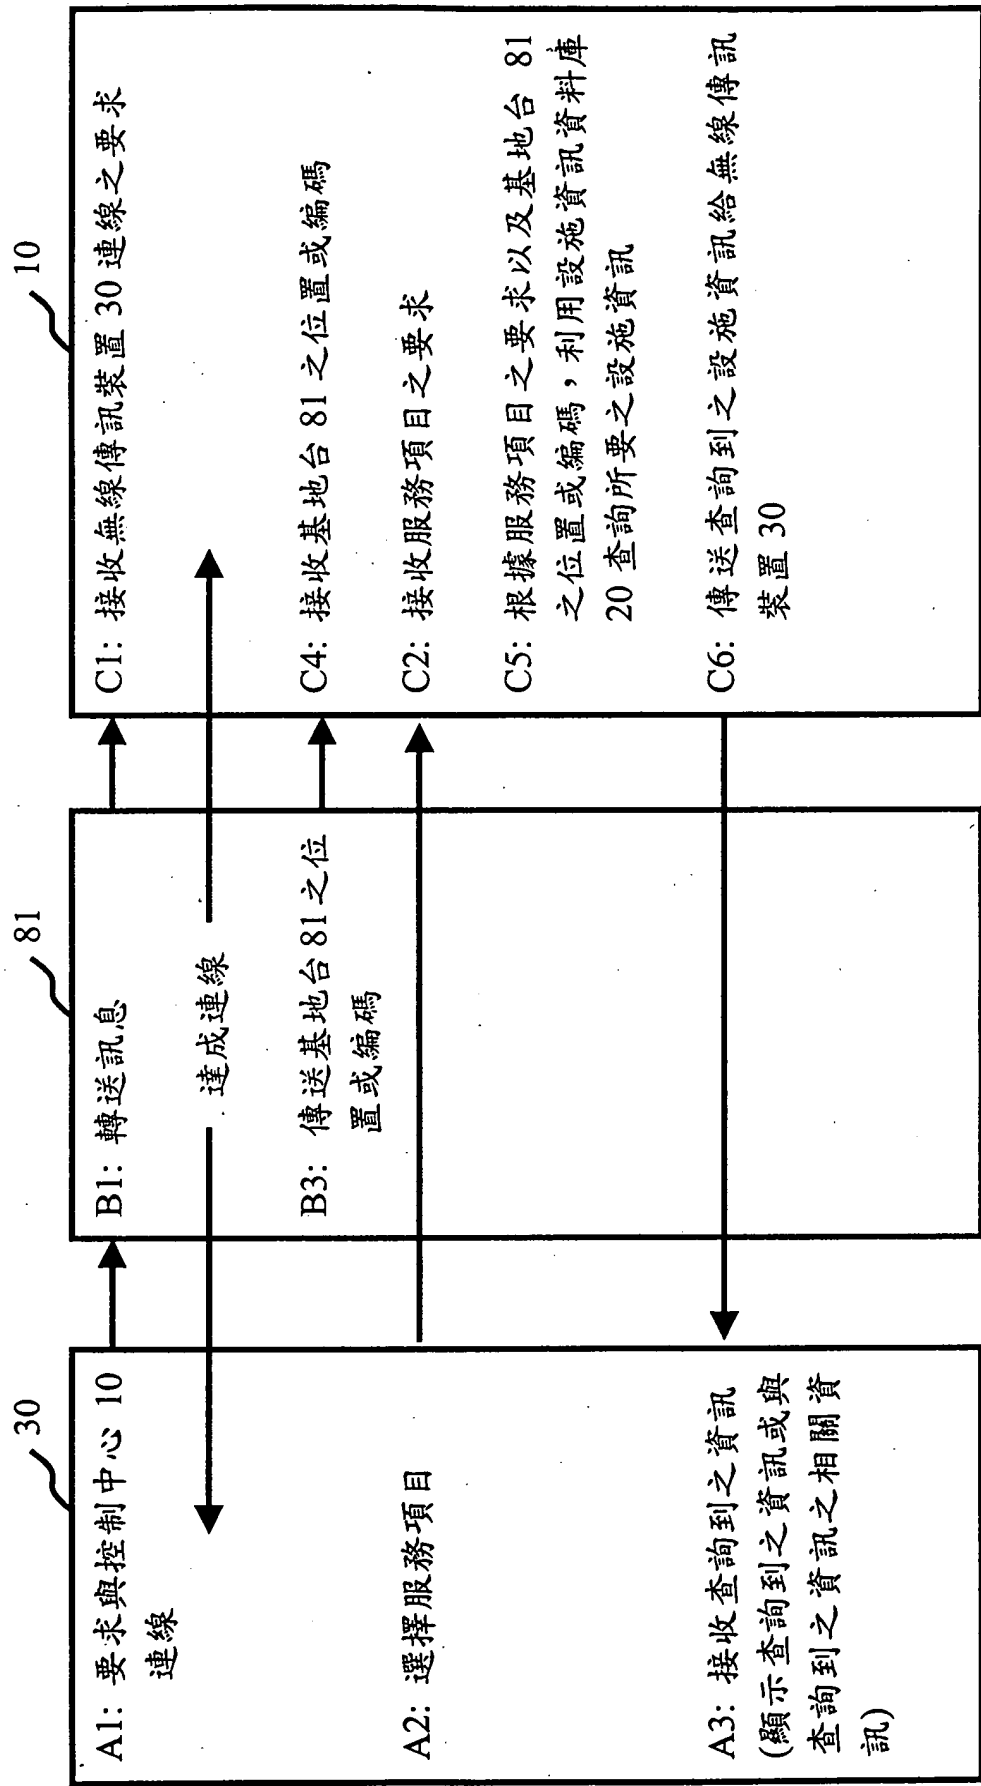 30
A1: 要求與控制中心 10
連線
A2: 選擇服務項目
A3: 接收查詢到之資訊
(顯示查詢到之資訊或與
查詢到之資訊之相關資
訊)
81
B1: 轉送訊息
達成連線
B3: 傳送基地台81之位
置或編碼
10
C1: 接收無線傳訊裝置 30 連線之要求
C4: 接收基地台 81 之位置或編碼
C2: 接收服務項目之要求
C5: 根據服務項目之要求以及基地台 81
之位置或編碼，利用設施資訊資料庫
20 查詢所要之設施資訊
C6: 傳送查詢到之設施資訊給無線傳訊
裝置 30